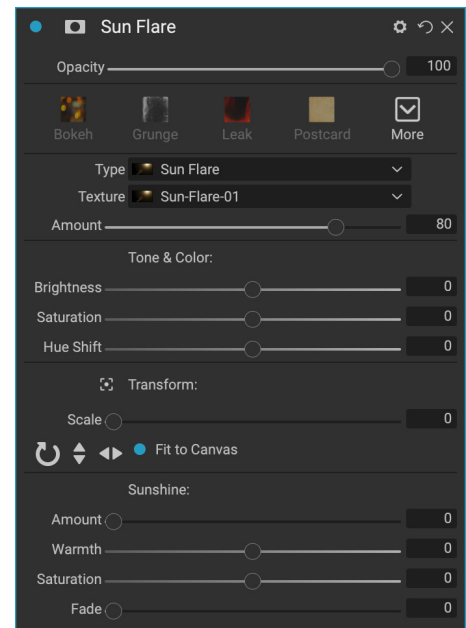 Sun Flare
Opacity 100
Bokeh Grunge Leak Postcard More
Type Sun Flare
Texture Sun-Flare-01
Amount 80
Tone & Color:
Brightness 0
Saturation 0
Hue Shift 0
Transform:
Scale 0
Fit to Canvas
Sunshine:
Amount 0
Warmth 0
Saturation 0
Fade 0